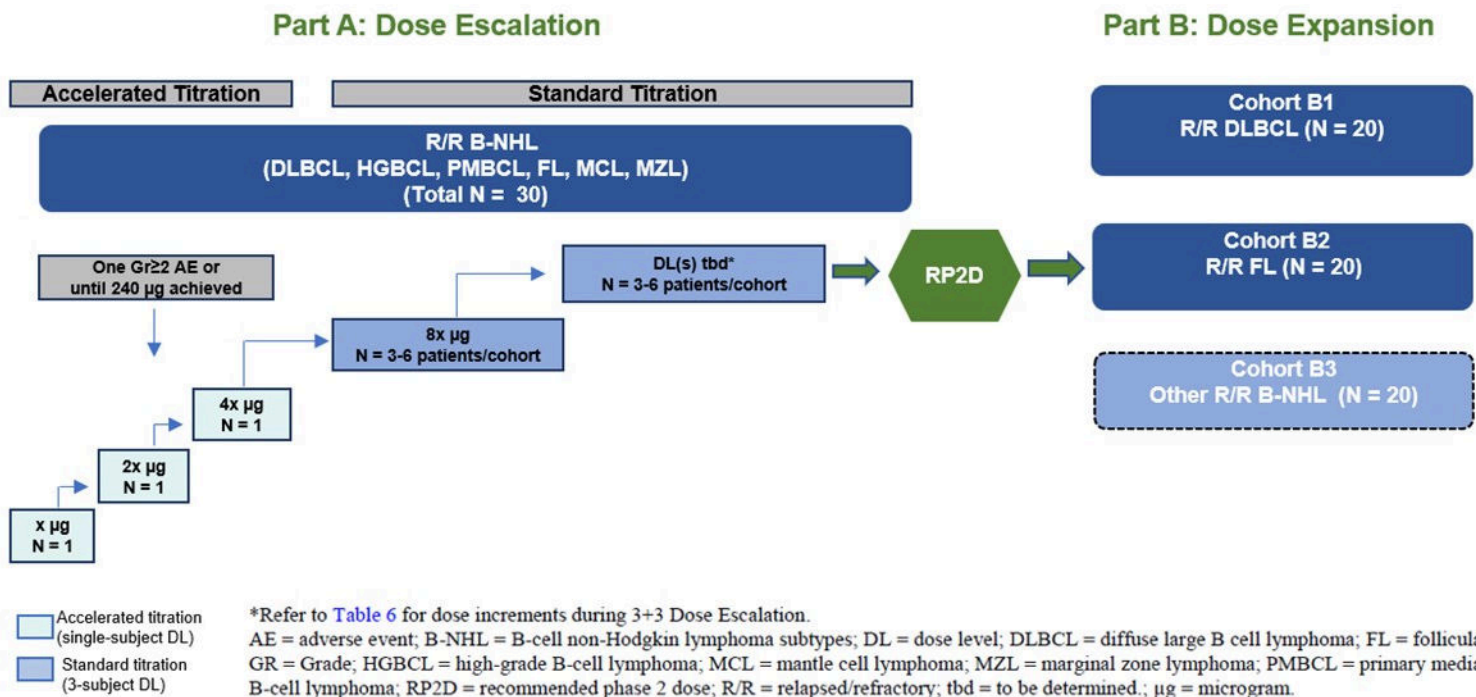 Part A: Dose Escalation
Part B: Dose Expansion
Accelerated Titration
Standard Titration
R/R B-NHL
(DLBCL, HGBCL, PMBCL, FL, MCL, MZL)
(Total N = 30)
Cohort B1
R/R DLBCL (N = 20)
One Gr≥2 AE or
until 240 µg achieved
DL(s) tbd*
N = 3-6 patients/cohort
RP2D
Cohort B2
R/R FL (N = 20)
8x µg
N = 3-6 patients/cohort
Cohort B3
Other R/R B-NHL (N = 20)
4x µg
N = 1
2x µg
N = 1
x µg
N = 1
Accelerated titration
(single-subject DL)
Standard titration
(3-subject DL)
*Refer to Table 6 for dose increments during 3+3 Dose Escalation.
AE = adverse event; B-NHL = B-cell non-Hodgkin lymphoma subtypes; DL = dose level; DLBCL = diffuse large B cell lymphoma; FL = follicula
GR = Grade; HGBCL = high-grade B-cell lymphoma; MCL = mantle cell lymphoma; MZL = marginal zone lymphoma; PMBCL = primary media
B-cell lymphoma; RP2D = recommended phase 2 dose; R/R = relapsed/refractory; tbd = to be determined.; µg = microgram.